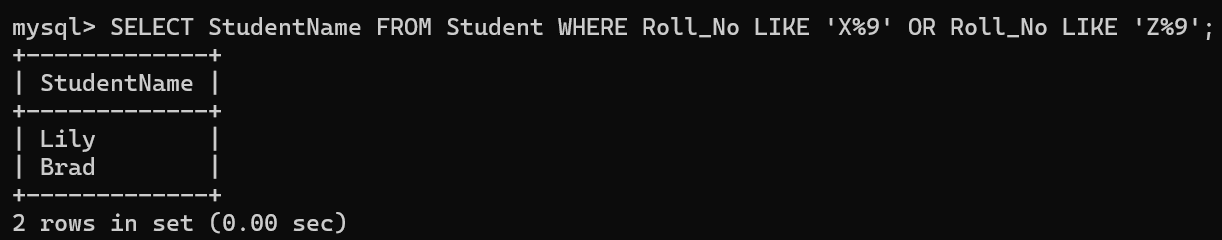 mysql> SELECT StudentName FROM Student WHERE Roll_No LIKE 'X%9' OR Roll_No LIKE 'Z%9';
+-------------+
| StudentName |
+-------------+
| Lily        |
| Brad        |
+-------------+
2 rows in set (0.00 sec)